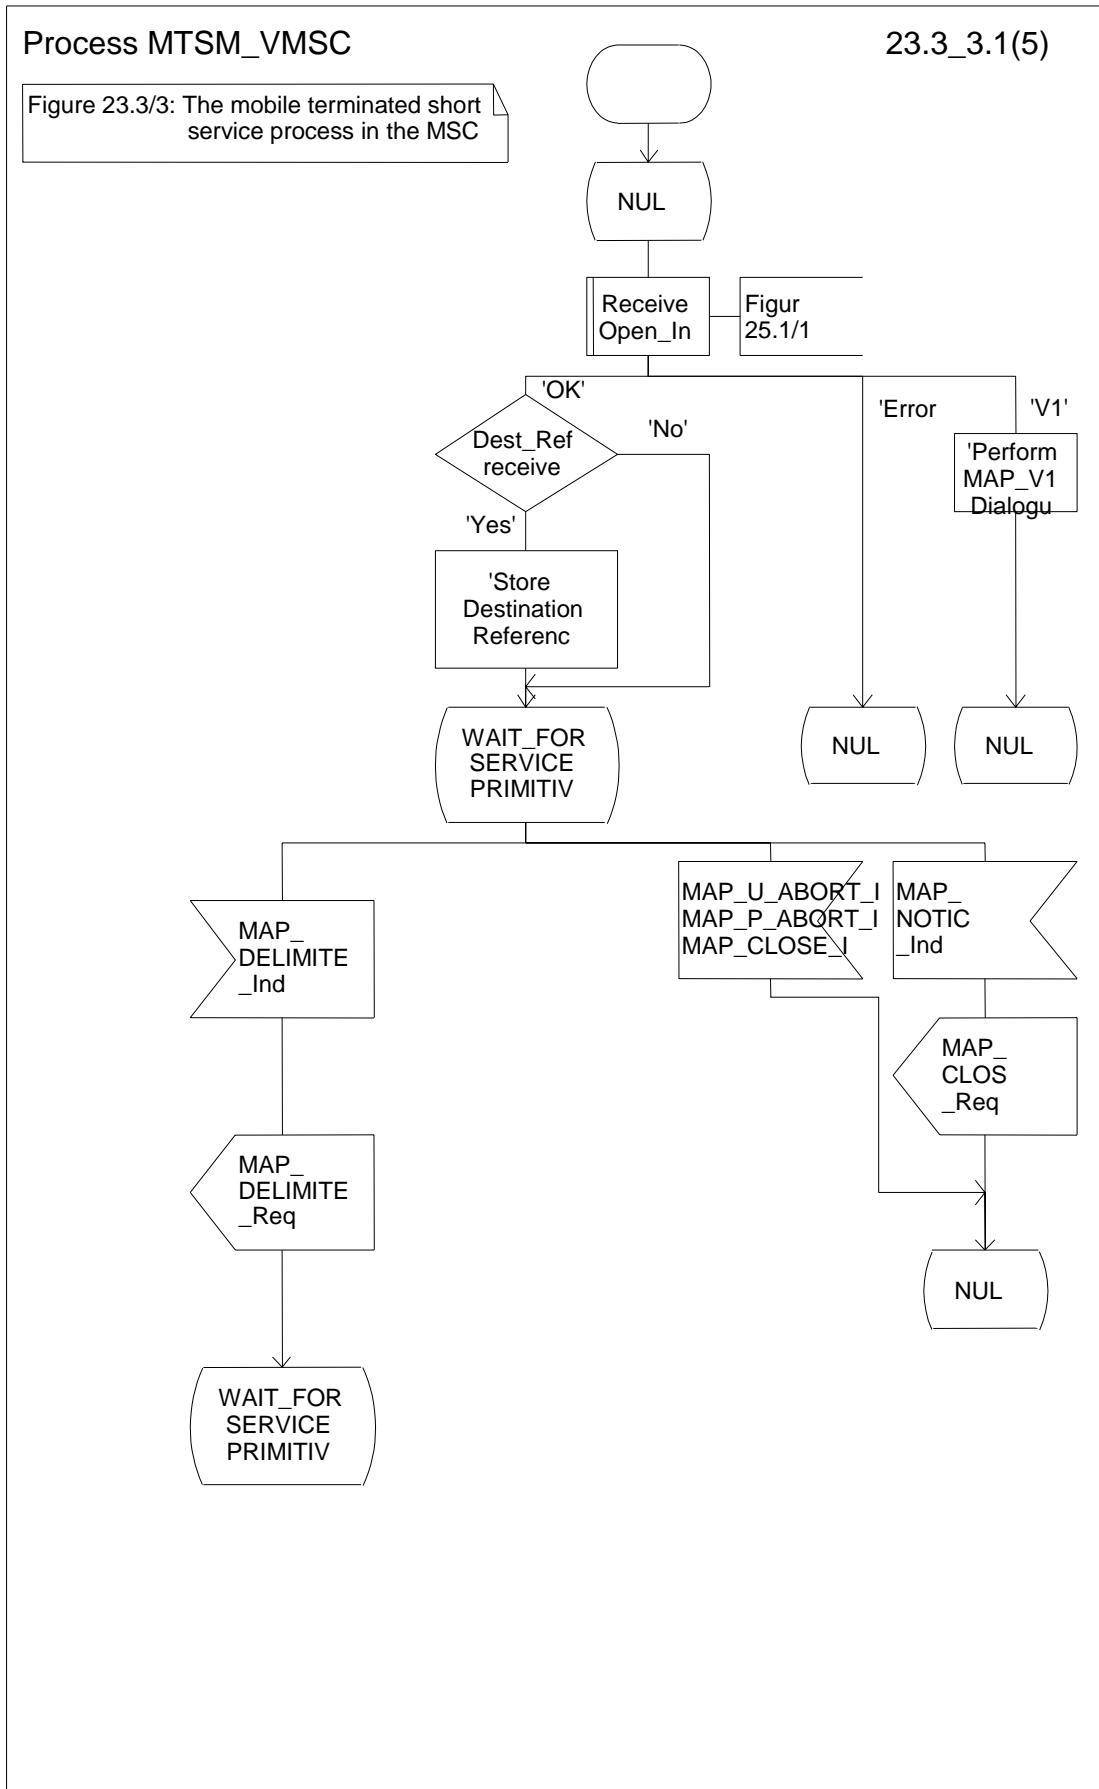 Process MTSM_VMSC
23.3_3.1(5)
Figure 23.3/3: The mobile terminated short
service process in the MSC
NUL
Receive
Open_In
Figur
25.1/1
'OK'
'Error
'V1'
Dest_Ref
receive
'No'
'Perform
MAP_V1
Dialogu
'Yes'
'Store
Destination
Referenc
WAIT_FOR
SERVICE
PRIMITIV
NUL
NUL
MAP_
DELIMITE
_Ind
MAP_U_ABORT_I
MAP_P_ABORT_I
MAP_CLOSE_I
MAP_
NOTIC
_Ind
MAP_
CLOS
_Req
MAP_
DELIMITE
_Req
NUL
WAIT_FOR
SERVICE
PRIMITIV